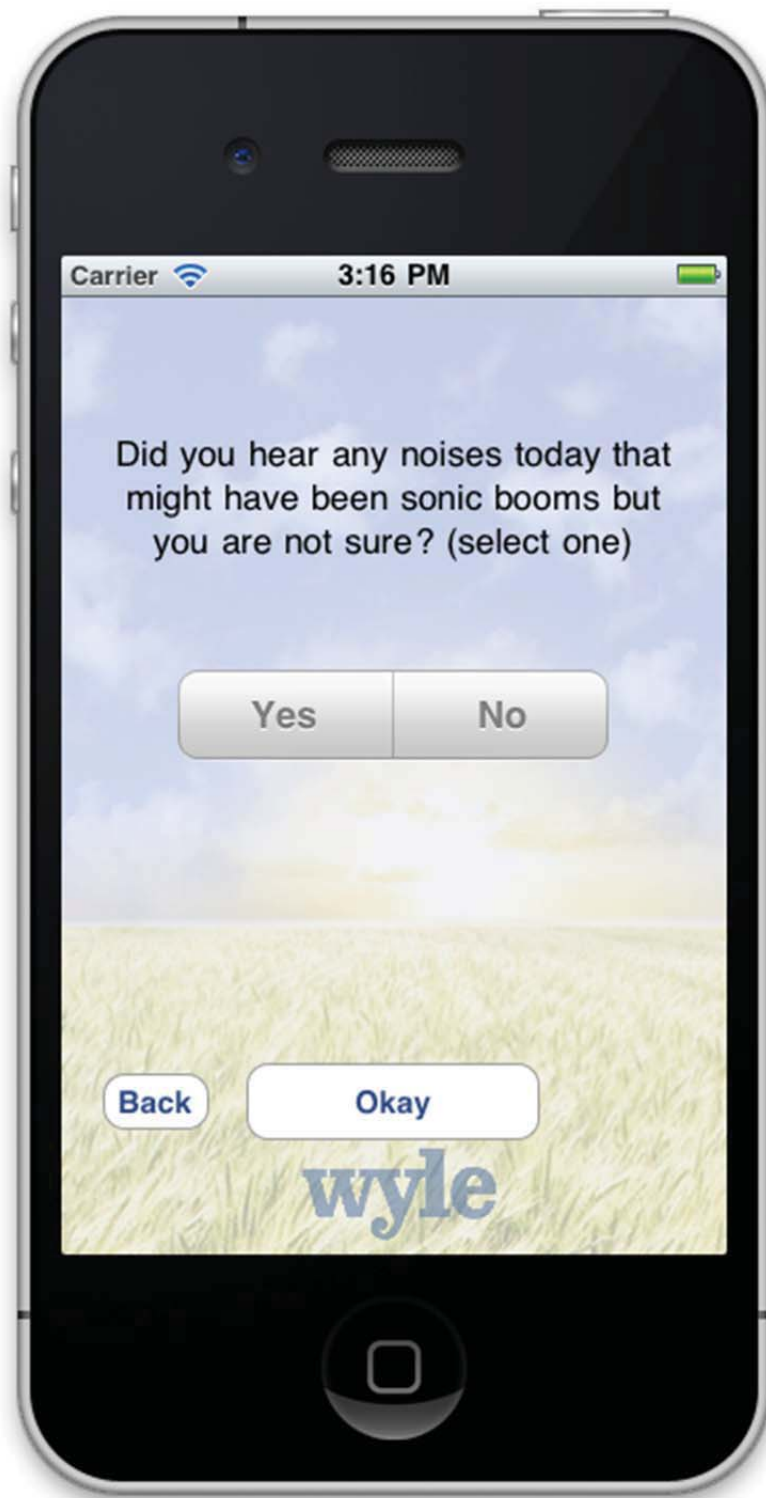 Carrier 3:16 PM
Did you hear any noises today that
might have been sonic booms but
you are not sure? (select one)
Yes No
Back Okay
wyle